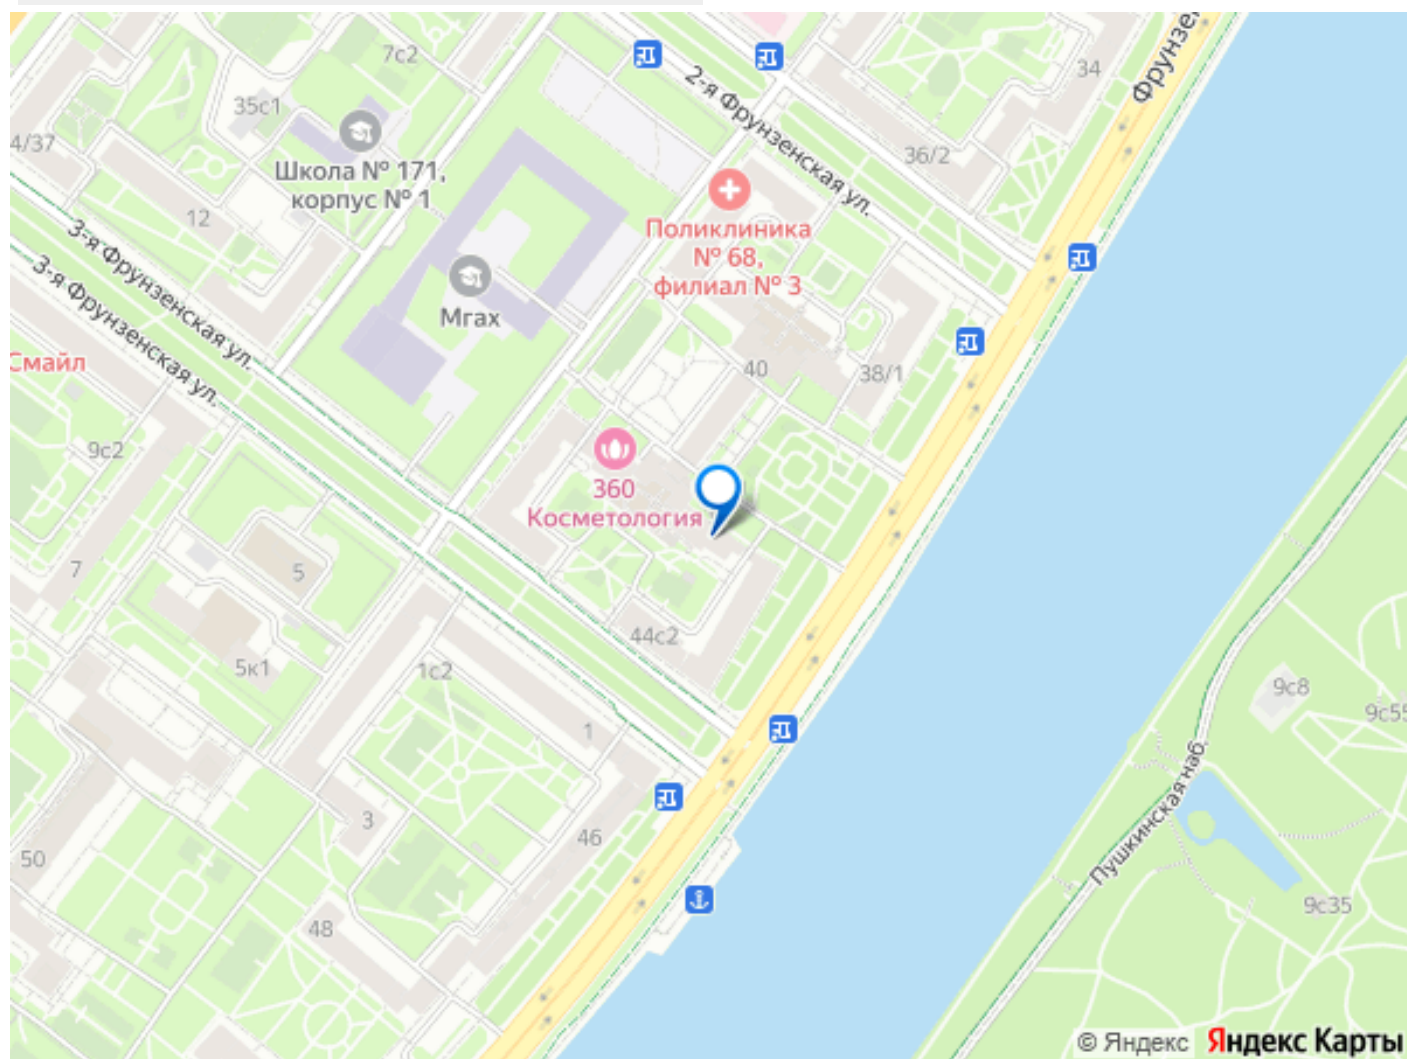 7с2
34
Фрунзе
35с1
2-я Фрунзенская ул.
4/37
Школа № 171,
корпус № 1
36/2
12
Поликлиника
№ 68,
филиал № 3
3-я Фрунзенская ул.
3-я Фрунзенская ул.
Мгах
Смайл
40
38/1
9с2
360
Косметология
7
5
44с2
5к1
1с2
9с8
9с55
1
Пушкинская наб.
3
46
50
9с35
48
© Яндекс Яндекс Карты